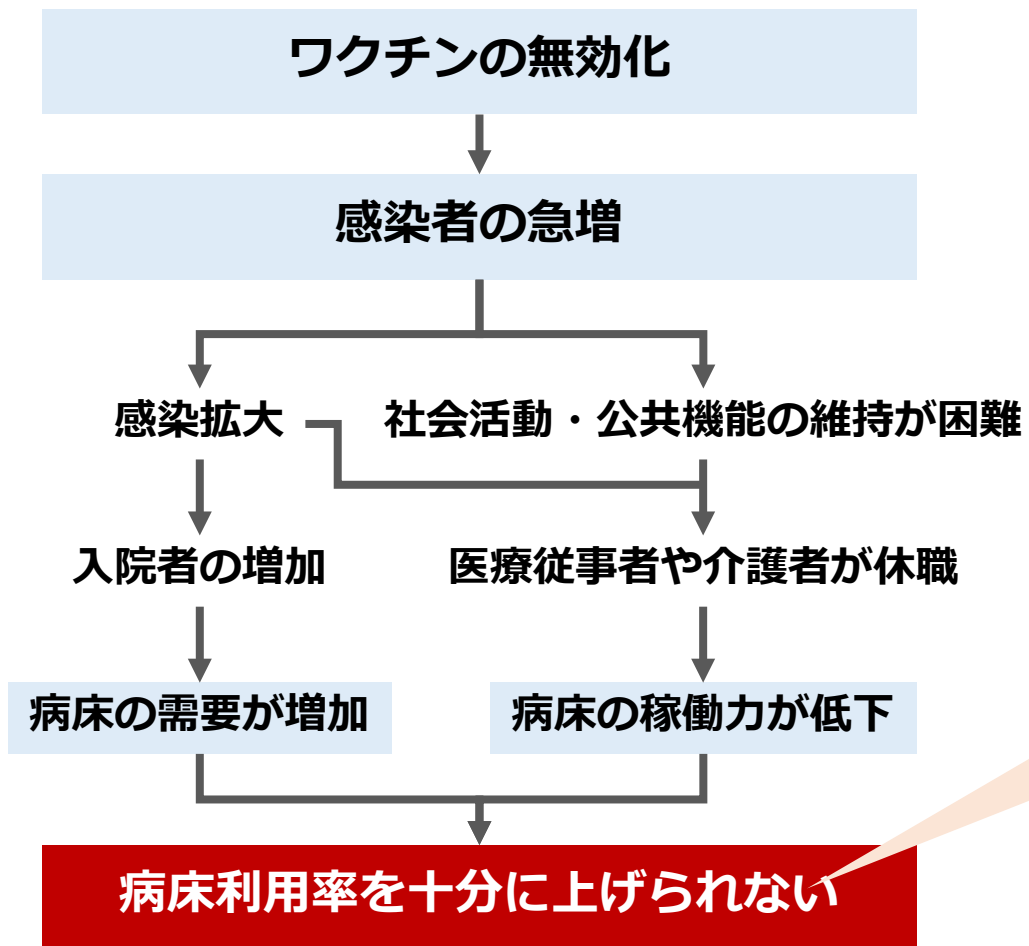 ワクチンの無効化
感染者の急増
感染拡大
社会活動・公共機能の維持が困難
入院者の増加
医療従事者や介護者が休職
病床の需要が増加
病床の稼働力が低下
病床利用率を十分に上げられない